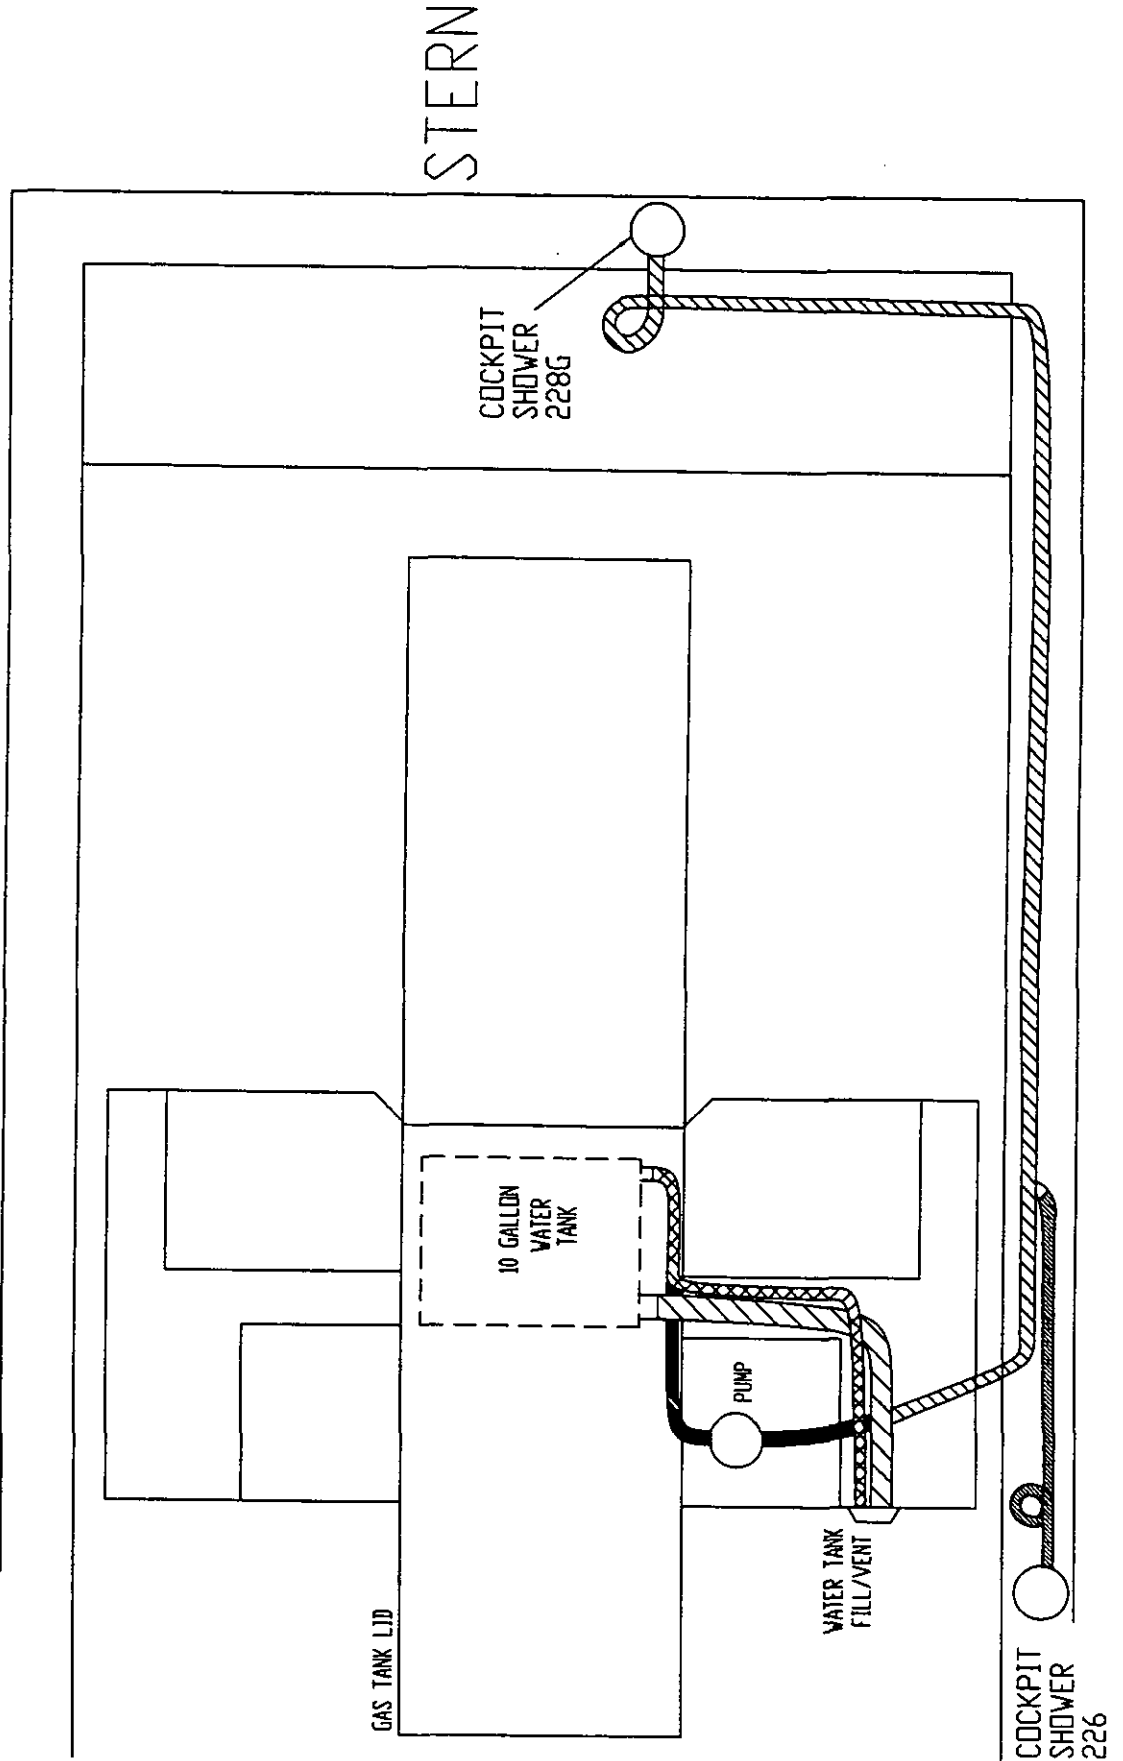 STERN
COCKPIT
SHOWER
228G
10 GALLON
WATER
TANK
PUMP
WATER TANK
FILL/VENT
GAS TANK LID
COCKPIT
SHOWER
226